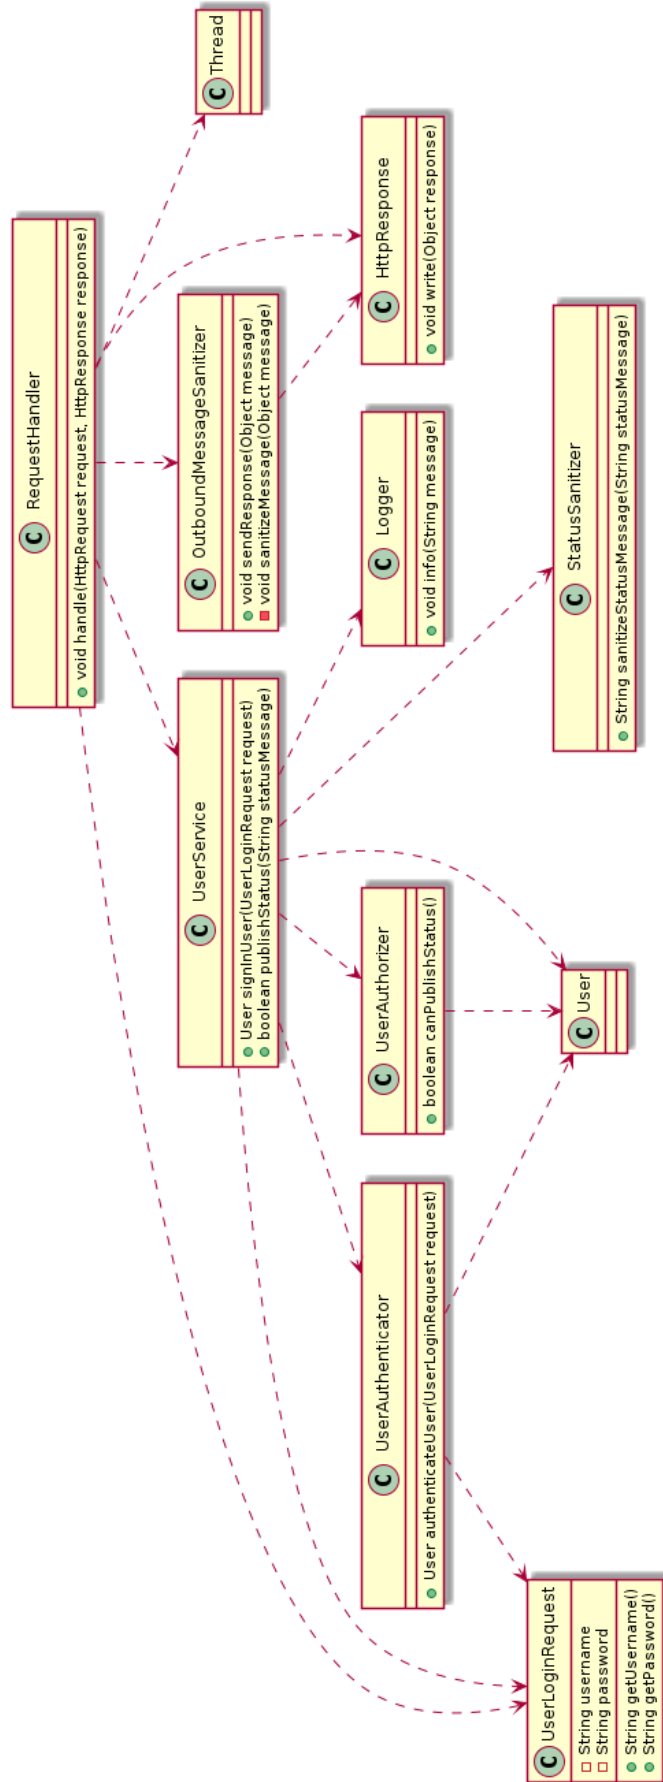 C RequestHandler
void handle(HttpRequest request, HttpResponse response)
C UserService
User signInUser(UserLoginRequest request)
boolean publishStatus(String statusMessage)
C OutboundMessageSanitizer
void sendResponse(Object message)
void sanitizeMessage(Object message)
C Thread
C UserAuthenticator
User authenticateUser(UserLoginRequest request)
C UserAuthorizer
boolean canPublishStatus()
C Logger
void info(String message)
C HttpResponse
void write(Object response)
C UserLoginRequest
String username
String password
String getUsername()
String getPassword()
C User
C StatusSanitizer
String sanitizeStatusMessage(String statusMessage)